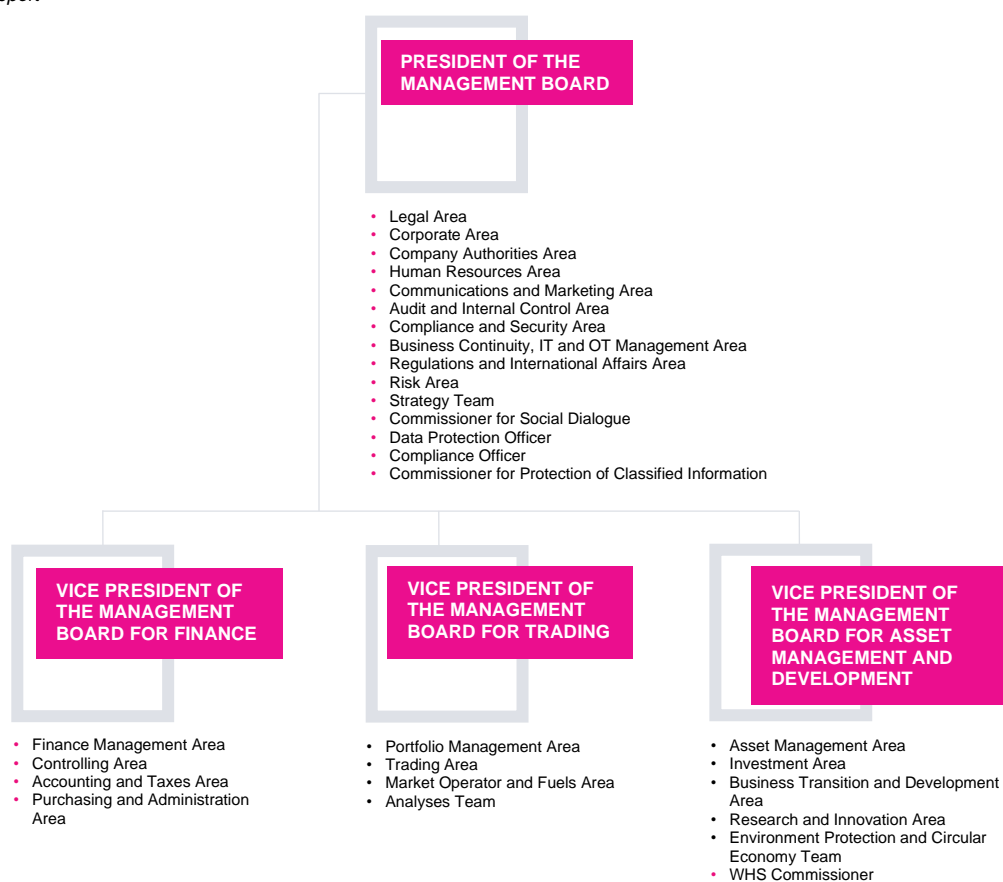 PRESIDENT OF THE
MANAGEMENT BOARD
• Legal Area
• Corporate Area
• Company Authorities Area
• Human Resources Area
• Communications and Marketing Area
• Audit and Internal Control Area
• Compliance and Security Area
• Business Continuity, IT and OT Management Area
• Regulations and International Affairs Area
• Risk Area
• Strategy Team
• Commissioner for Social Dialogue
• Data Protection Officer
• Compliance Officer
• Commissioner for Protection of Classified Information
VICE PRESIDENT OF
THE MANAGEMENT
BOARD FOR FINANCE
• Finance Management Area
• Controlling Area
• Accounting and Taxes Area
• Purchasing and Administration
Area
VICE PRESIDENT OF
THE MANAGEMENT
BOARD FOR TRADING
• Portfolio Management Area
• Trading Area
• Market Operator and Fuels Area
• Analyses Team
VICE PRESIDENT OF
THE MANAGEMENT
BOARD FOR ASSET
MANAGEMENT AND
DEVELOPMENT
• Asset Management Area
• Investment Area
• Business Transition and Development
Area
• Research and Innovation Area
• Environment Protection and Circular
Economy Team
• WHS Commissioner